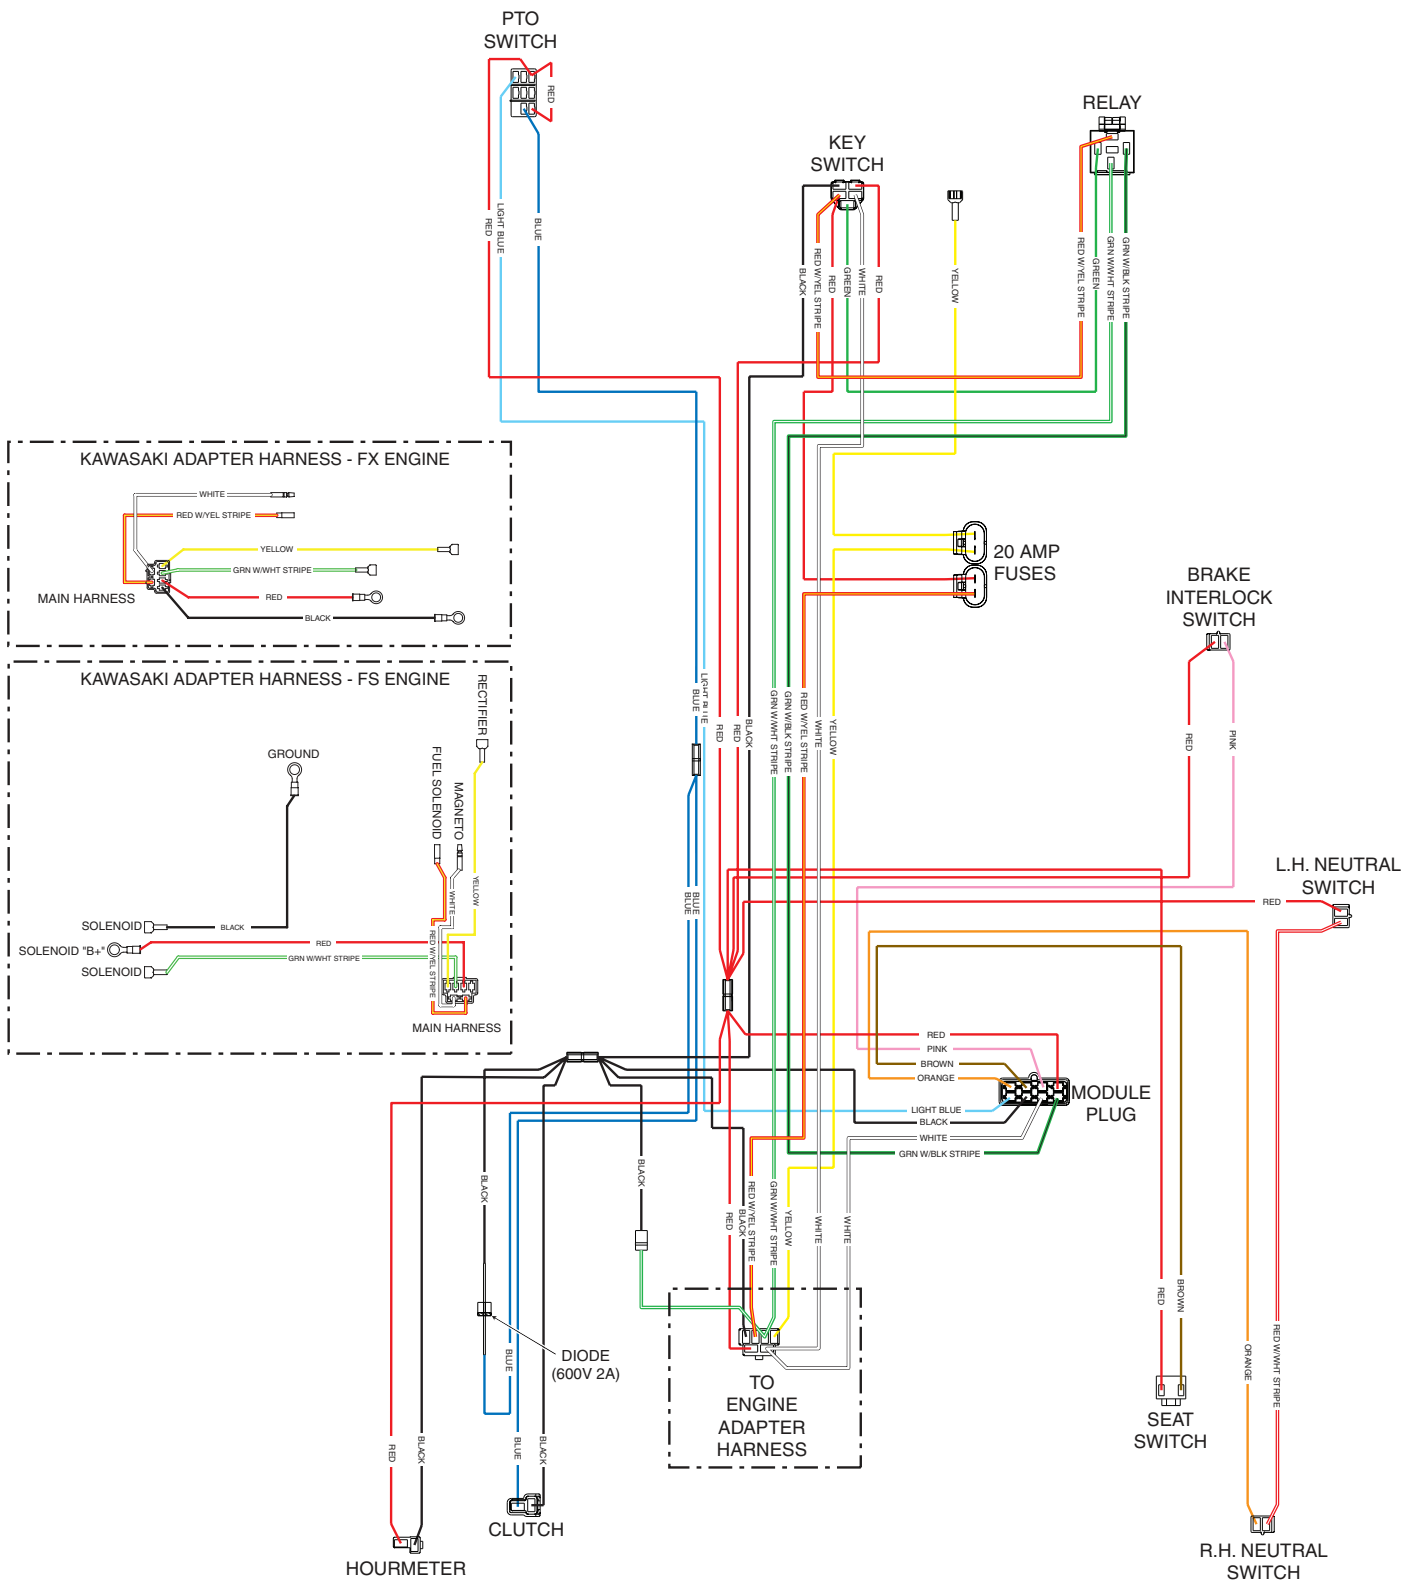 PTO
SWITCH
RED
RED
LIGHT BLUE
BLUE
KEY
SWITCH
BLACK
RED W/YEL STRIPE
RED
GREEN
WHITE
RED
YELLOW
RELAY
RED W/YEL STRIPE
GREEN
GRN W/WHT STRIPE
GRN W/BLK STRIPE
KAWASAKI ADAPTER HARNESS - FX ENGINE
WHITE
RED W/YEL STRIPE
YELLOW
GRN W/WHT STRIPE
RED
BLACK
MAIN HARNESS
20 AMP
FUSES
BRAKE
INTERLOCK
SWITCH
RED
PINK
KAWASAKI ADAPTER HARNESS - FS ENGINE
RECTIFIER
FUEL SOLENOID
MAGNETO
GROUND
YELLOW
WHITE
RED W/YEL STRIPE
SOLENOID
BLACK
SOLENOID "B+"
RED
SOLENOID
GRN W/WHT STRIPE
MAIN HARNESS
BLUE
LIGHT BLUE
RED
RED
BLACK
GRN W/WHT STRIPE
GRN W/BLK STRIPE
RED W/YEL STRIPE
WHITE
YELLOW
BLUE
BLUE
L.H. NEUTRAL
SWITCH
RED
RED
PINK
BROWN
ORANGE
LIGHT BLUE
BLACK
WHITE
GRN W/BLK STRIPE
MODULE
PLUG
BLACK
BLACK
RED
BLACK
RED W/YEL STRIPE
GRN W/WHT STRIPE
YELLOW
WHITE
WHITE
RED
BROWN
ORANGE
RED W/WHT STRIPE
DIODE
(600V 2A)
BLUE
TO
ENGINE
ADAPTER
HARNESS
SEAT
SWITCH
RED
BLACK
BLUE
BLACK
CLUTCH
HOURMETER
R.H. NEUTRAL
SWITCH